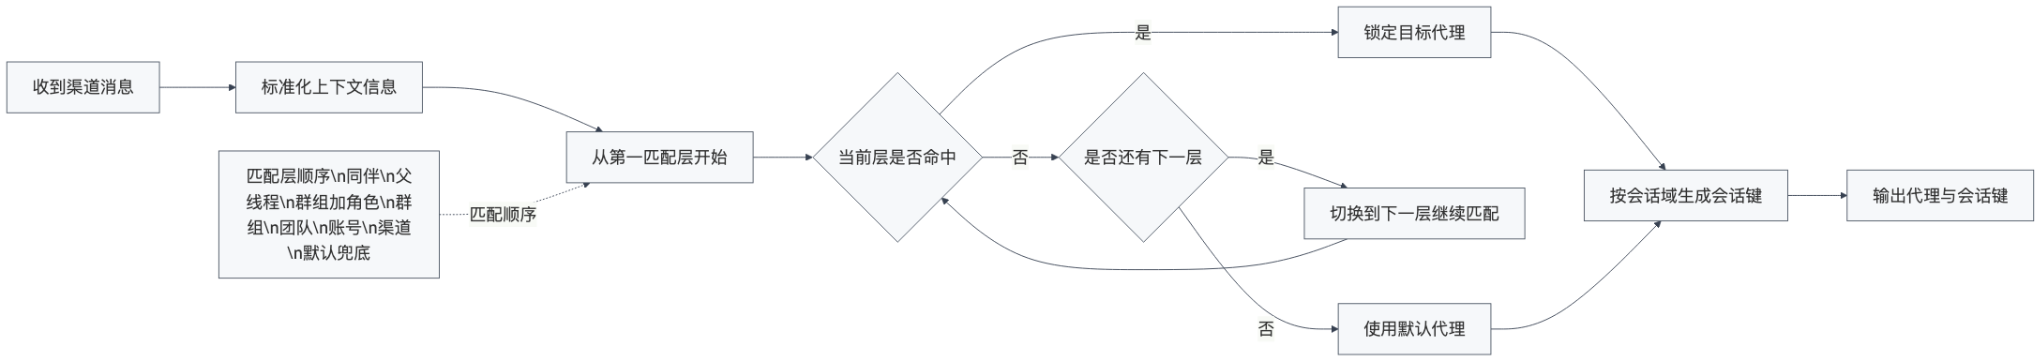 收到渠道消息
标准化上下文信息
匹配层顺序\n同伴\n父
线程\n群组加角色\n群
组\n团队\n账号\n渠道
\n默认兜底
匹配顺序
从第一匹配层开始
当前层是否命中
是
否
是否还有下一层
是
否
锁定目标代理
切换到下一层继续匹配
使用默认代理
按会话域生成会话键
输出代理与会话键